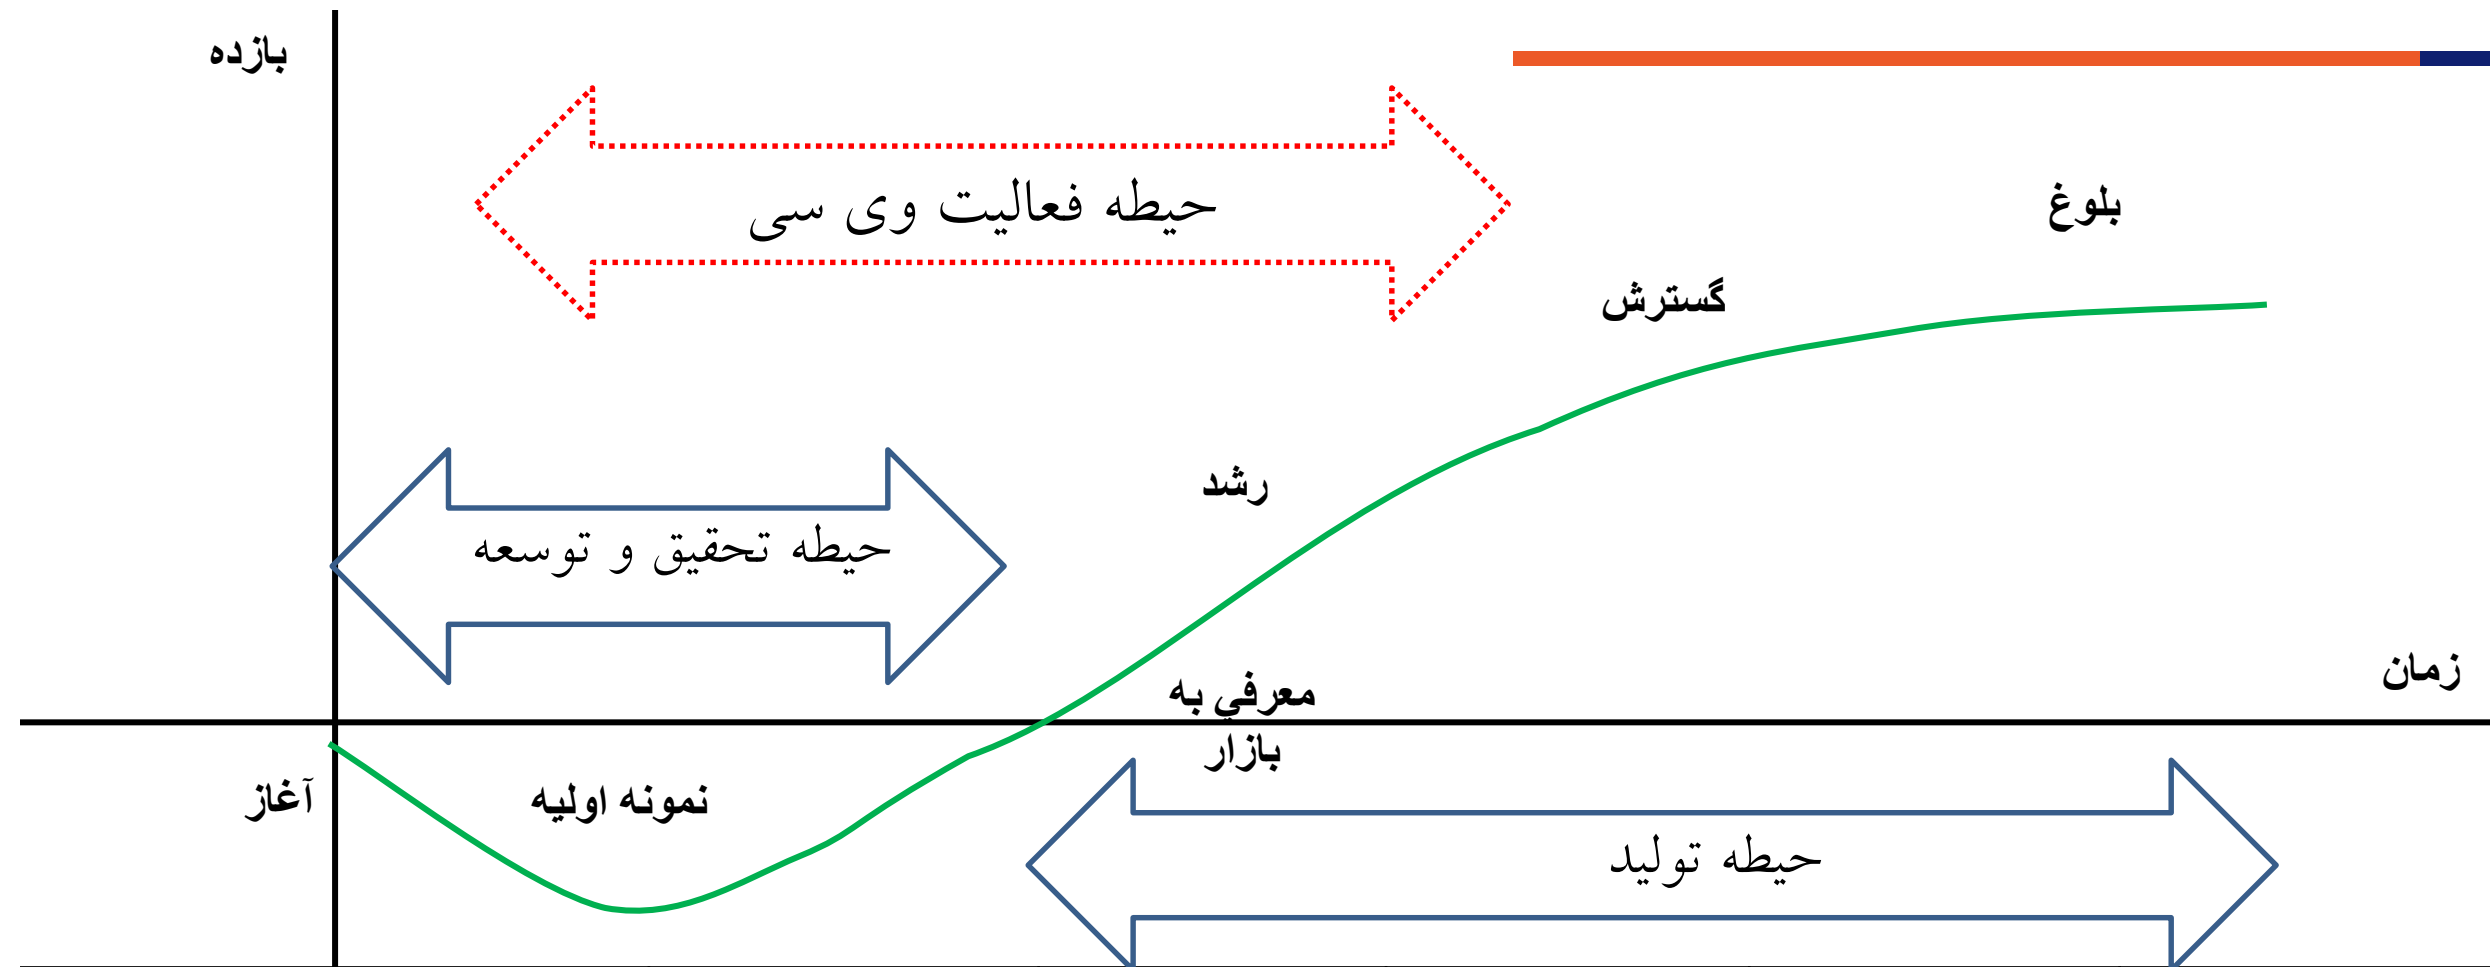 بازده
حیطه فعالیت وی سی
بلوغ
گسترش
رشد
حیطه تحقیق و توسعه
زمان
معرفي به
بازار
آغاز
نمونه اولیه
حیطه تولید